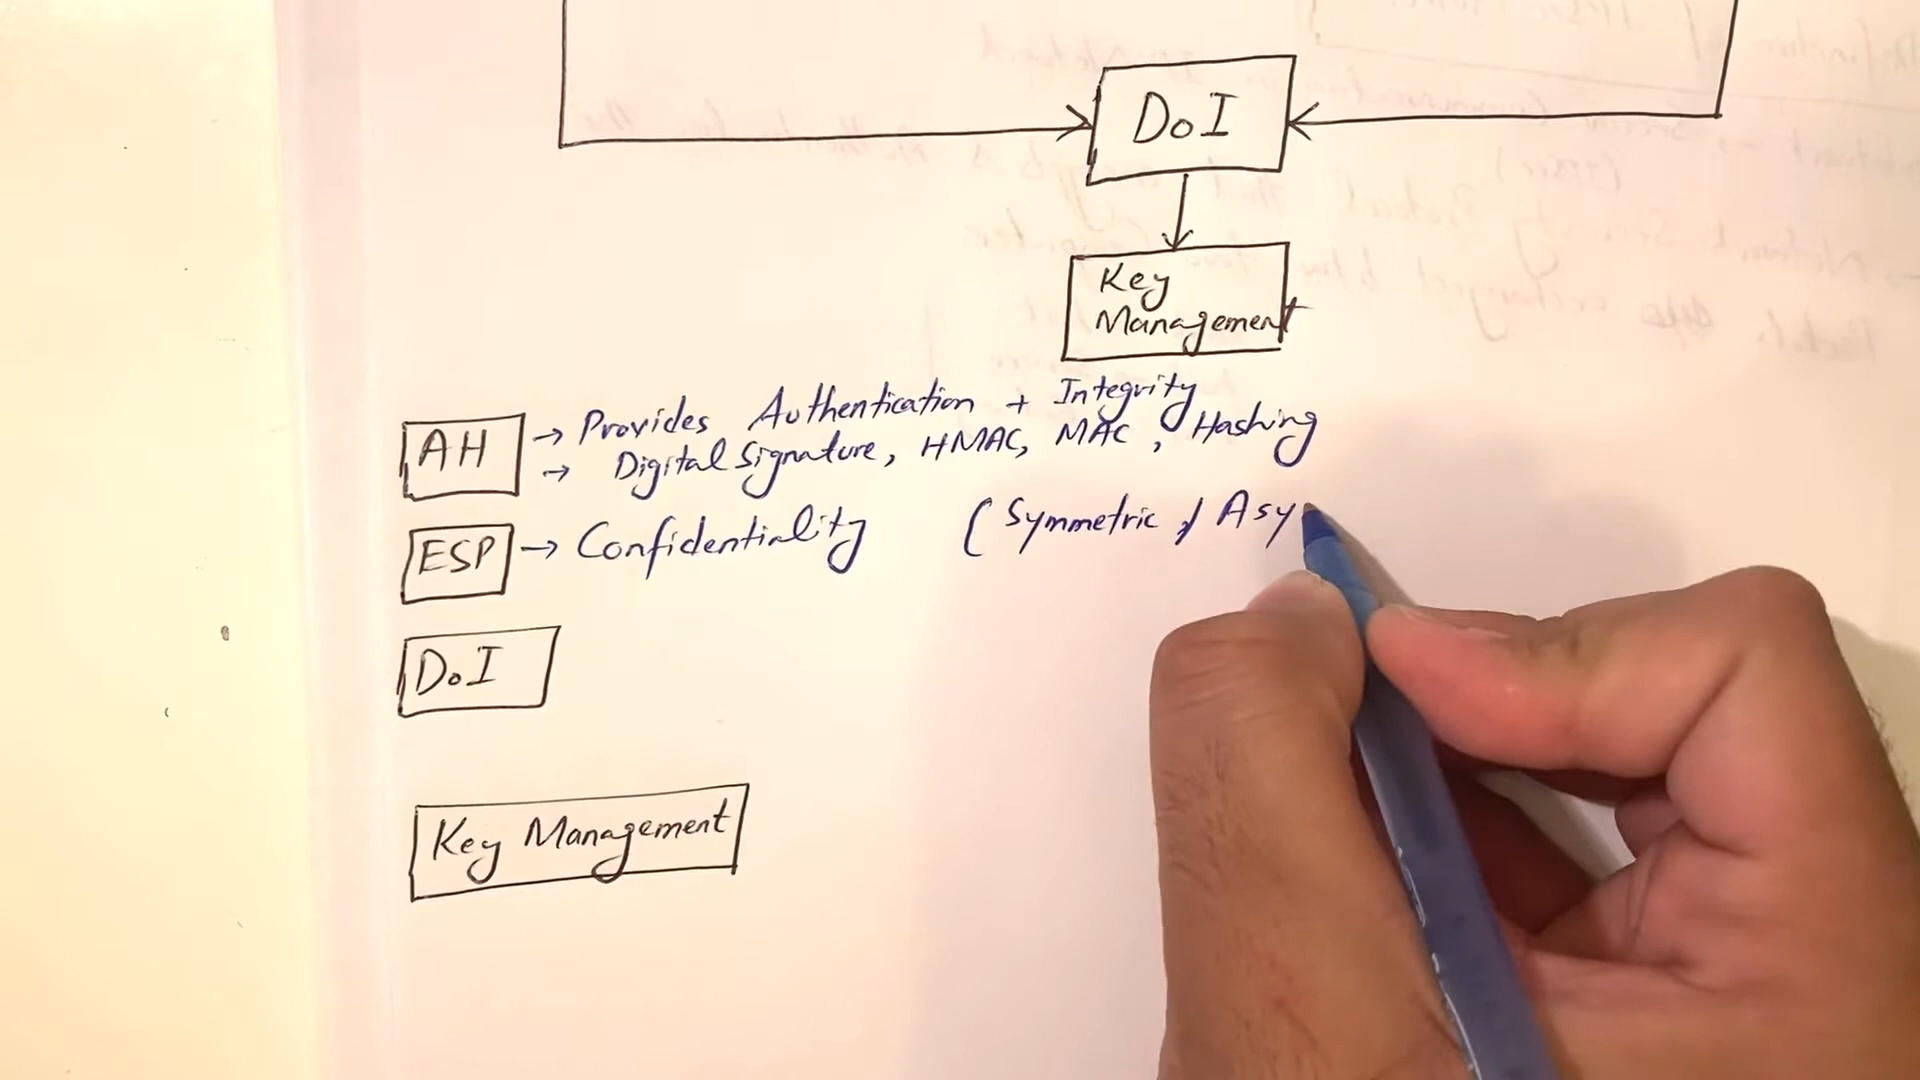 DoI
Key
Management
AH → Provides Authentication + Integrity
→ Digital Signature, HMAC, MAC, Hashing
ESP → Confidentiality ( Symmetric / Asy
DoI
Key Management